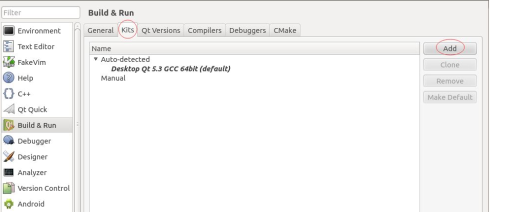 Filter
Build & Run
Environment
Text Editor
FakeVim
Help
C++
Qt Quick
Build & Run
Debugger
Designer
Analyzer
Version Control
Android
General Kits Qt Versions Compilers Debuggers CMake
Name
Auto-detected
Desktop Qt 5.3 GCC 64bit (default)
Manual
Add
Clone
Remove
Make Default